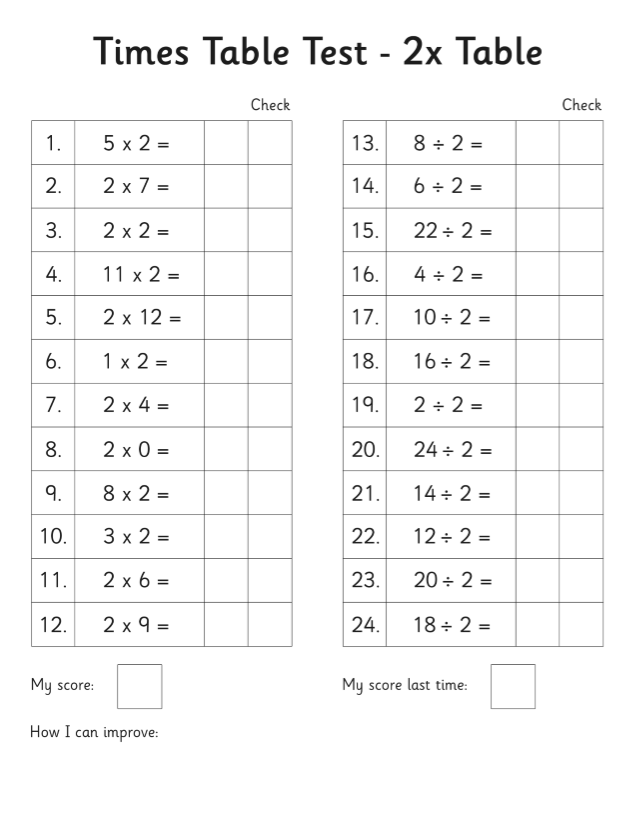 Times Table Test - 2x Table
Check
1. 5 x 2 =
2. 2 x 7 =
3. 2 x 2 =
4. 11 x 2 =
5. 2 x 12 =
6. 1 x 2 =
7. 2 x 4 =
8. 2 x 0 =
9. 8 x 2 =
10. 3 x 2 =
11. 2 x 6 =
12. 2 x 9 =
My score:
How I can improve:
Check
13. 8 ÷ 2 =
14. 6 ÷ 2 =
15. 22 ÷ 2 =
16. 4 ÷ 2 =
17. 10 ÷ 2 =
18. 16 ÷ 2 =
19. 2 ÷ 2 =
20. 24 ÷ 2 =
21. 14 ÷ 2 =
22. 12 ÷ 2 =
23. 20 ÷ 2 =
24. 18 ÷ 2 =
My score last time: